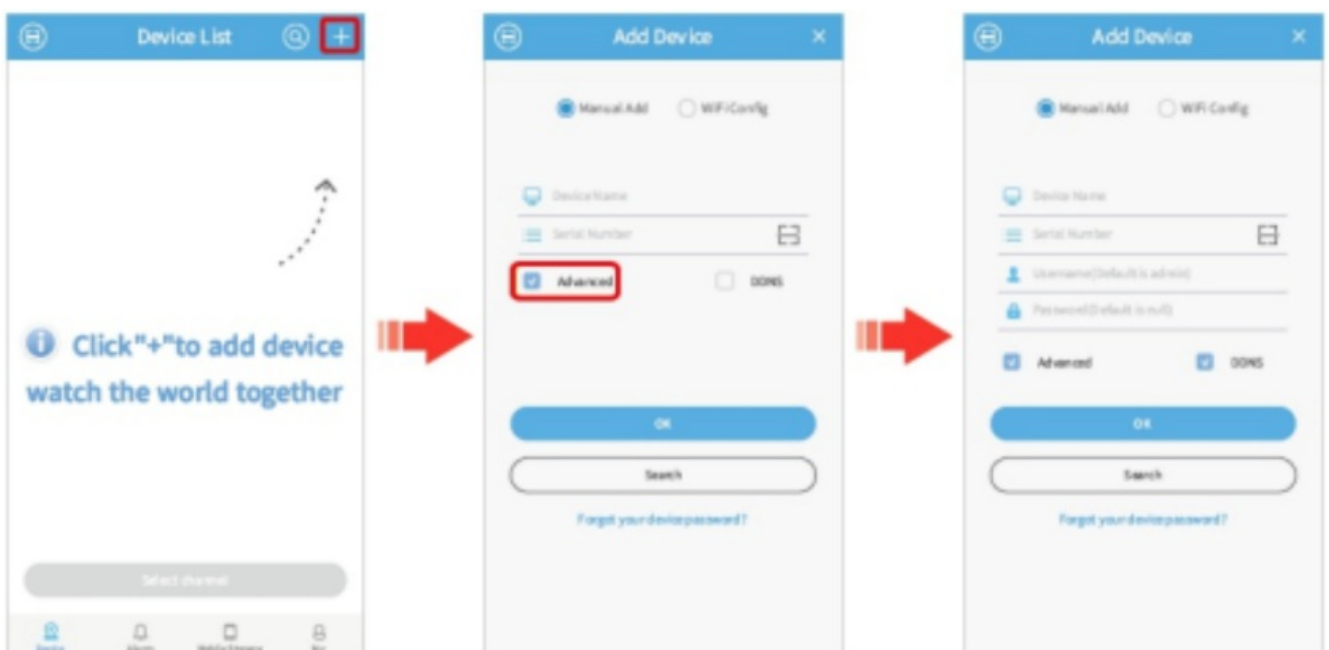 Device List
Click"+"to add device
watch the world together
Select channel
Device
Alarm
Add Device
Manual Add
WiFi Config
Device Name
Serial Number
Advanced
DDNS
OK
Search
Forgot your device password?
Add Device
Manual Add
WiFi Config
Device Name
Serial Number
Username(Default is admin)
Password(Default is null)
Advanced
DDNS
OK
Search
Forgot your device password?